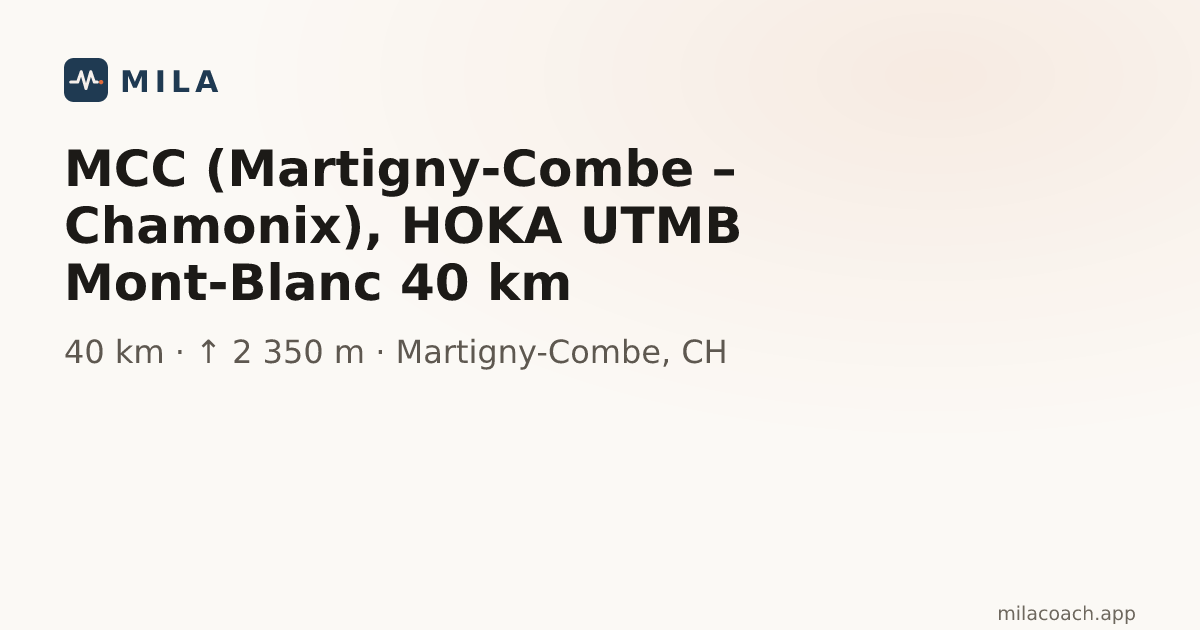 MILA
MCC (Martigny-Combe –
Chamonix), HOKA UTMB
Mont-Blanc 40 km
40 km · ↑ 2 350 m · Martigny-Combe, CH
milacoach.app